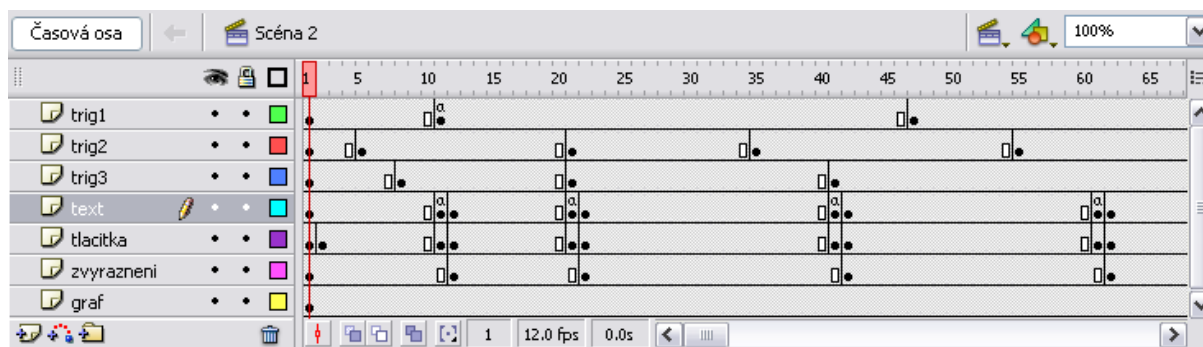 Časová osa Scéna 2 100%
1 5 10 15 20 25 30 35 40 45 50 55 60 65
trig1 a
trig2
trig3
text a a a a
tlacitka
zvyrazneni
graf
1 12.0 fps 0.0s